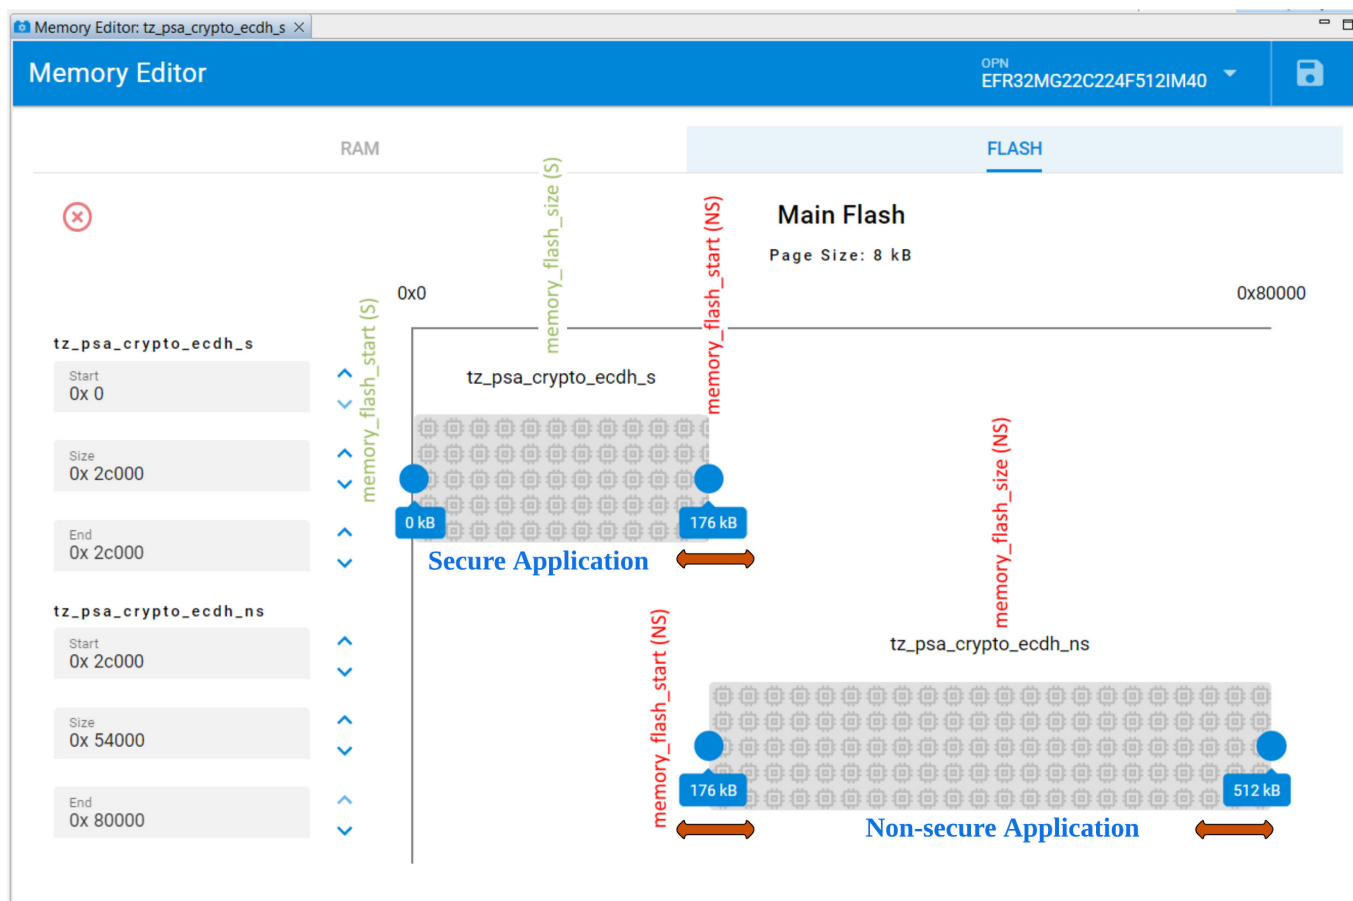 Memory Editor: tz_psa_crypto_ecdh_s
Memory Editor
OPN
EFR32MG22C224F512IM40
RAM
FLASH
Main Flash
Page Size: 8 kB
0x0
0x80000
memory_flash_start (S)
memory_flash_size (S)
memory_flash_start (NS)
tz_psa_crypto_ecdh_s
Start
0x 0
Size
0x 2c000
End
0x 2c000
tz_psa_crypto_ecdh_s
0 kB
176 kB
Secure Application
tz_psa_crypto_ecdh_ns
Start
0x 2c000
Size
0x 54000
End
0x 80000
memory_flash_start (NS)
memory_flash_size (NS)
tz_psa_crypto_ecdh_ns
176 kB
512 kB
Non-secure Application